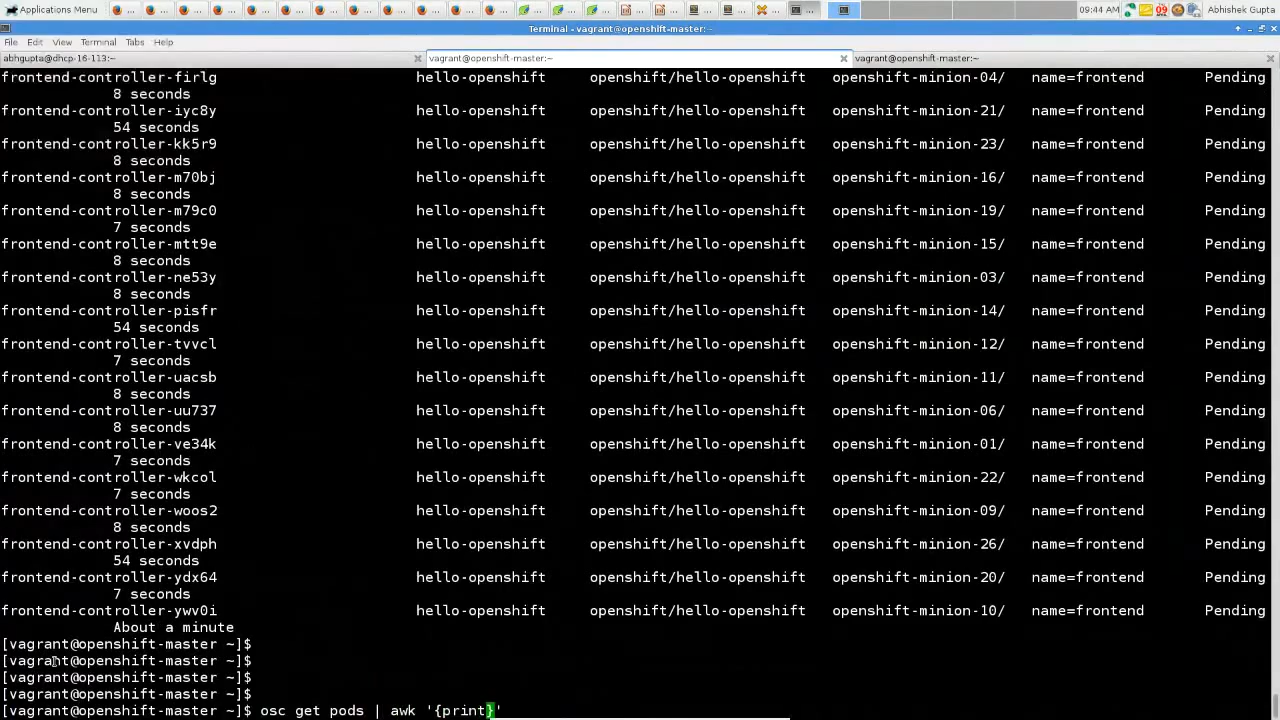 Applications Menu
09:44 AM Abhishek Gupta
Terminal - vagrant@openshift-master:~
File Edit View Terminal Tabs Help
abhgupta@dhcp-16-113:~ vagrant@openshift-master:~ vagrant@openshift-master:~
frontend-controller-firlg hello-openshift openshift/hello-openshift openshift-minion-04/ name=frontend Pending
8 seconds
frontend-controller-iyc8y hello-openshift openshift/hello-openshift openshift-minion-21/ name=frontend Pending
54 seconds
frontend-controller-kk5r9 hello-openshift openshift/hello-openshift openshift-minion-23/ name=frontend Pending
8 seconds
frontend-controller-m70bj hello-openshift openshift/hello-openshift openshift-minion-16/ name=frontend Pending
8 seconds
frontend-controller-m79c0 hello-openshift openshift/hello-openshift openshift-minion-19/ name=frontend Pending
7 seconds
frontend-controller-mtt9e hello-openshift openshift/hello-openshift openshift-minion-15/ name=frontend Pending
8 seconds
frontend-controller-ne53y hello-openshift openshift/hello-openshift openshift-minion-03/ name=frontend Pending
8 seconds
frontend-controller-pisfr hello-openshift openshift/hello-openshift openshift-minion-14/ name=frontend Pending
54 seconds
frontend-controller-tvvcl hello-openshift openshift/hello-openshift openshift-minion-12/ name=frontend Pending
7 seconds
frontend-controller-uacsb hello-openshift openshift/hello-openshift openshift-minion-11/ name=frontend Pending
8 seconds
frontend-controller-uu737 hello-openshift openshift/hello-openshift openshift-minion-06/ name=frontend Pending
8 seconds
frontend-controller-ve34k hello-openshift openshift/hello-openshift openshift-minion-01/ name=frontend Pending
7 seconds
frontend-controller-wkcol hello-openshift openshift/hello-openshift openshift-minion-22/ name=frontend Pending
7 seconds
frontend-controller-woos2 hello-openshift openshift/hello-openshift openshift-minion-09/ name=frontend Pending
8 seconds
frontend-controller-xvdph hello-openshift openshift/hello-openshift openshift-minion-26/ name=frontend Pending
54 seconds
frontend-controller-ydx64 hello-openshift openshift/hello-openshift openshift-minion-20/ name=frontend Pending
7 seconds
frontend-controller-ywv0i hello-openshift openshift/hello-openshift openshift-minion-10/ name=frontend Pending
About a minute
[vagrant@openshift-master ~]$
[vagrant@openshift-master ~]$
[vagrant@openshift-master ~]$
[vagrant@openshift-master ~]$
[vagrant@openshift-master ~]$ osc get pods | awk '{print}'